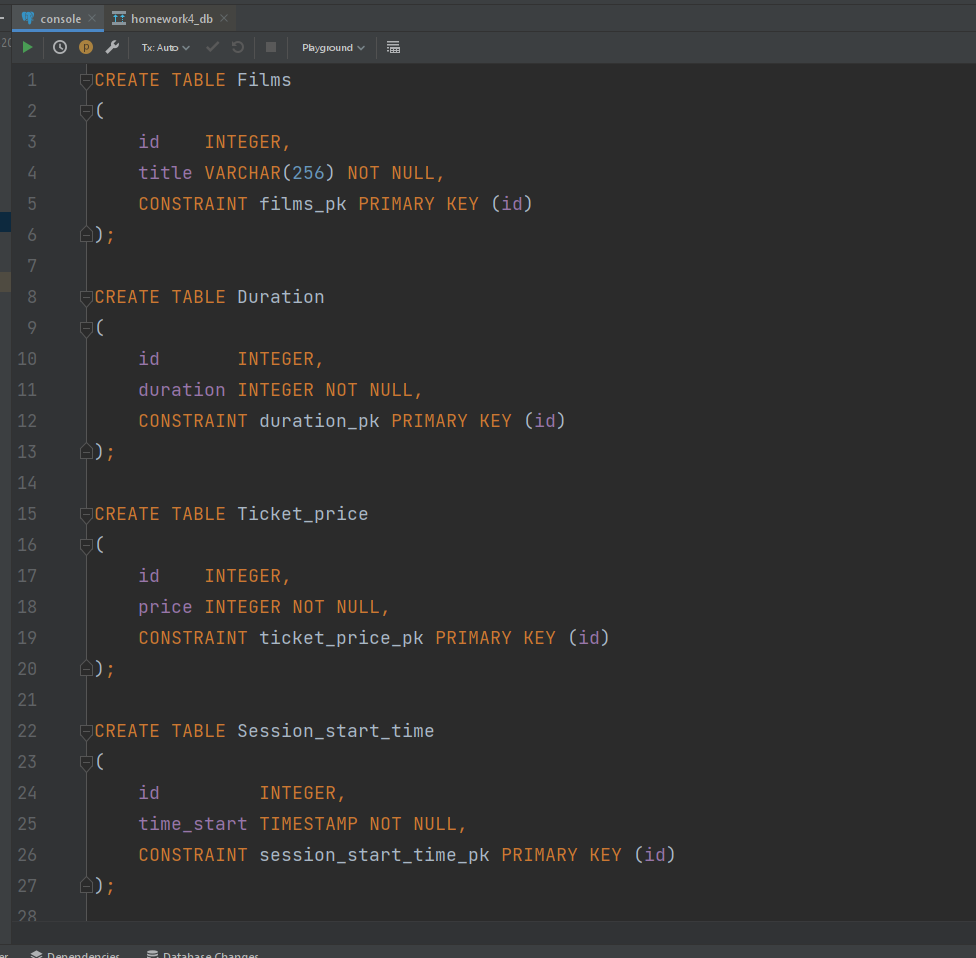 console homework4_db
Tx: Auto Playground
1 CREATE TABLE Films
2 (
3 id INTEGER,
4 title VARCHAR(256) NOT NULL,
5 CONSTRAINT films_pk PRIMARY KEY (id)
6 );
7
8 CREATE TABLE Duration
9 (
10 id INTEGER,
11 duration INTEGER NOT NULL,
12 CONSTRAINT duration_pk PRIMARY KEY (id)
13 );
14
15 CREATE TABLE Ticket_price
16 (
17 id INTEGER,
18 price INTEGER NOT NULL,
19 CONSTRAINT ticket_price_pk PRIMARY KEY (id)
20 );
21
22 CREATE TABLE Session_start_time
23 (
24 id INTEGER,
25 time_start TIMESTAMP NOT NULL,
26 CONSTRAINT session_start_time_pk PRIMARY KEY (id)
27 );
28
Dependencies Database Changes